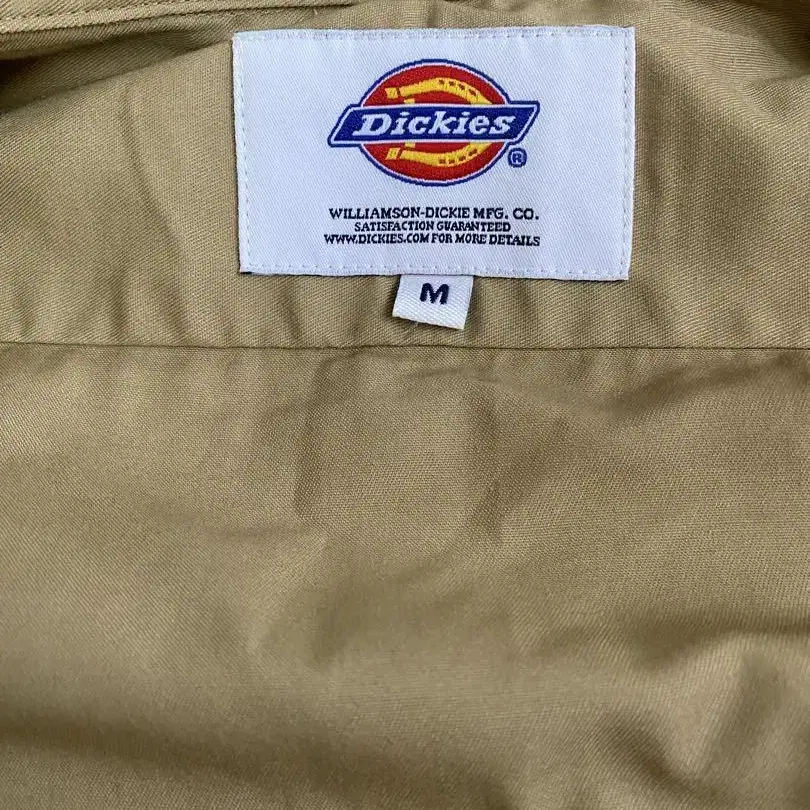 Dickies ®
WILLIAMSON-DICKIE MFG. CO.
SATISFACTION GUARANTEED
WWW.DICKIES.COM FOR MORE DETAILS
M